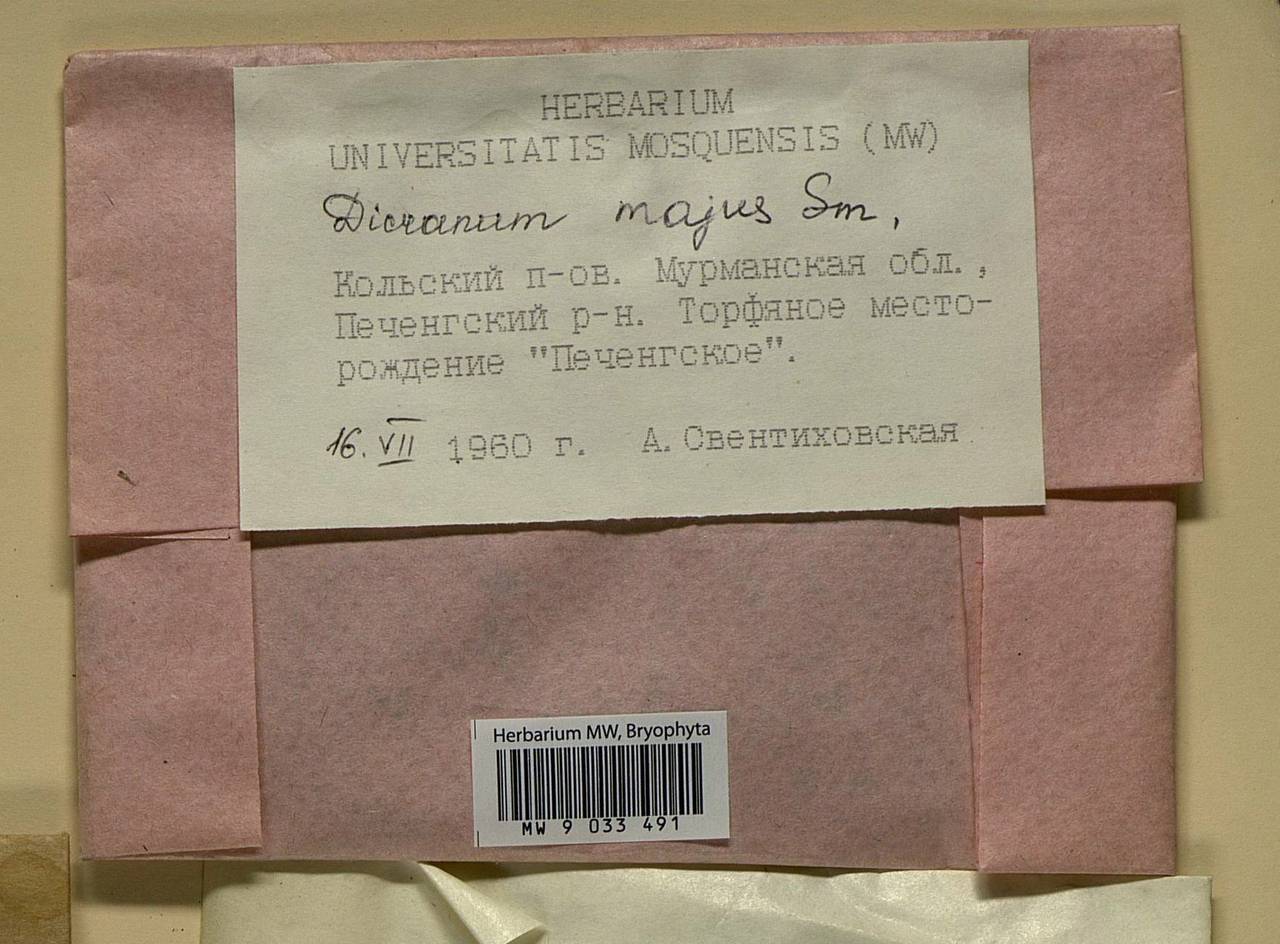 HERBARIUM
UNIVERSITATIS MOSQUENSIS (MW)
Dicranum majus Sm,
Кольский п-ов. Мурманская обл.,
Печенгский р-н. Торфяное место-
рождение "Печенгское".
16. VII 1960 г. А. Свентиховская
Herbarium MW, Bryophyta
MW 9 033 491